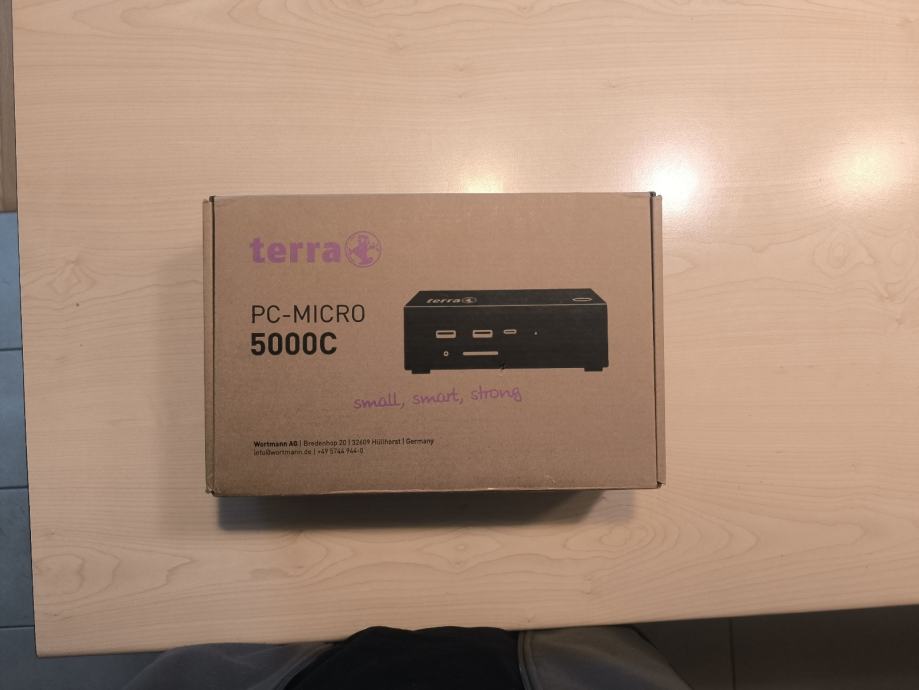 terra
PC-MICRO
5000C
terra
small, smart, strong
Wortmann AG | Bredenhop 20 | 32609 Hüllhorst | Germany
info@wortmann.de | +49 5744 944-0